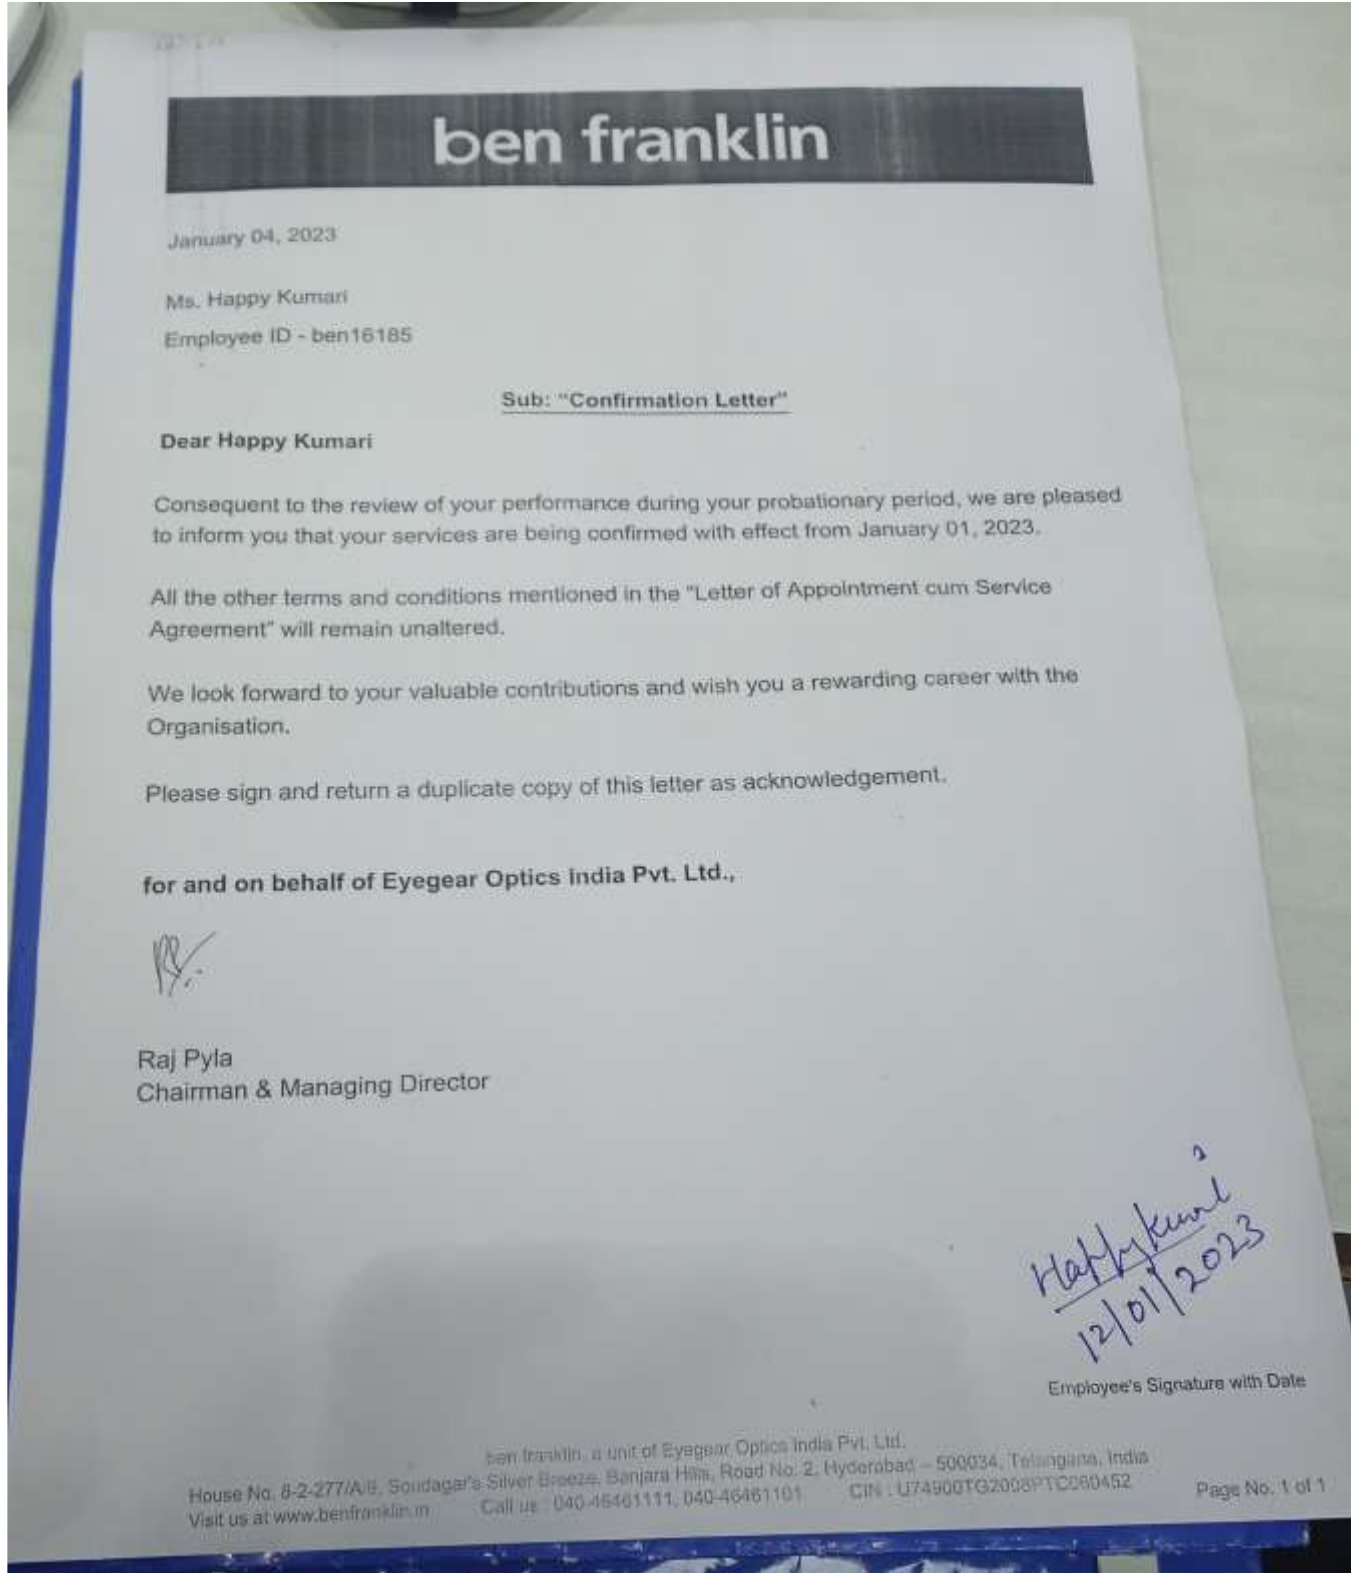 ben franklin
January 04, 2023
Ms. Happy Kumari
Employee ID - ben16185
Sub: "Confirmation Letter"
Dear Happy Kumari
Consequent to the review of your performance during your probationary period, we are pleased
to inform you that your services are being confirmed with effect from January 01, 2023.
All the other terms and conditions mentioned in the "Letter of Appointment cum Service
Agreement" will remain unaltered.
We look forward to your valuable contributions and wish you a rewarding career with the
Organisation.
Please sign and return a duplicate copy of this letter as acknowledgement.
for and on behalf of Eyegear Optics India Pvt. Ltd.,
Raj Pyla
Chairman & Managing Director
Happy Kumari
12/01/2023
Employee's Signature with Date
ben franklin, a unit of Eyegear Optics India Pvt. Ltd.
House No. 8-2-277/A/9, Soudagar's Silver Breeze, Banjara Hills, Road No. 2, Hyderabad – 500034, Telangana, India
Visit us at www.benfranklin.in Call us : 040-46461111, 040-46461101 CIN : U74900TG2008PTC060452
Page No. 1 of 1